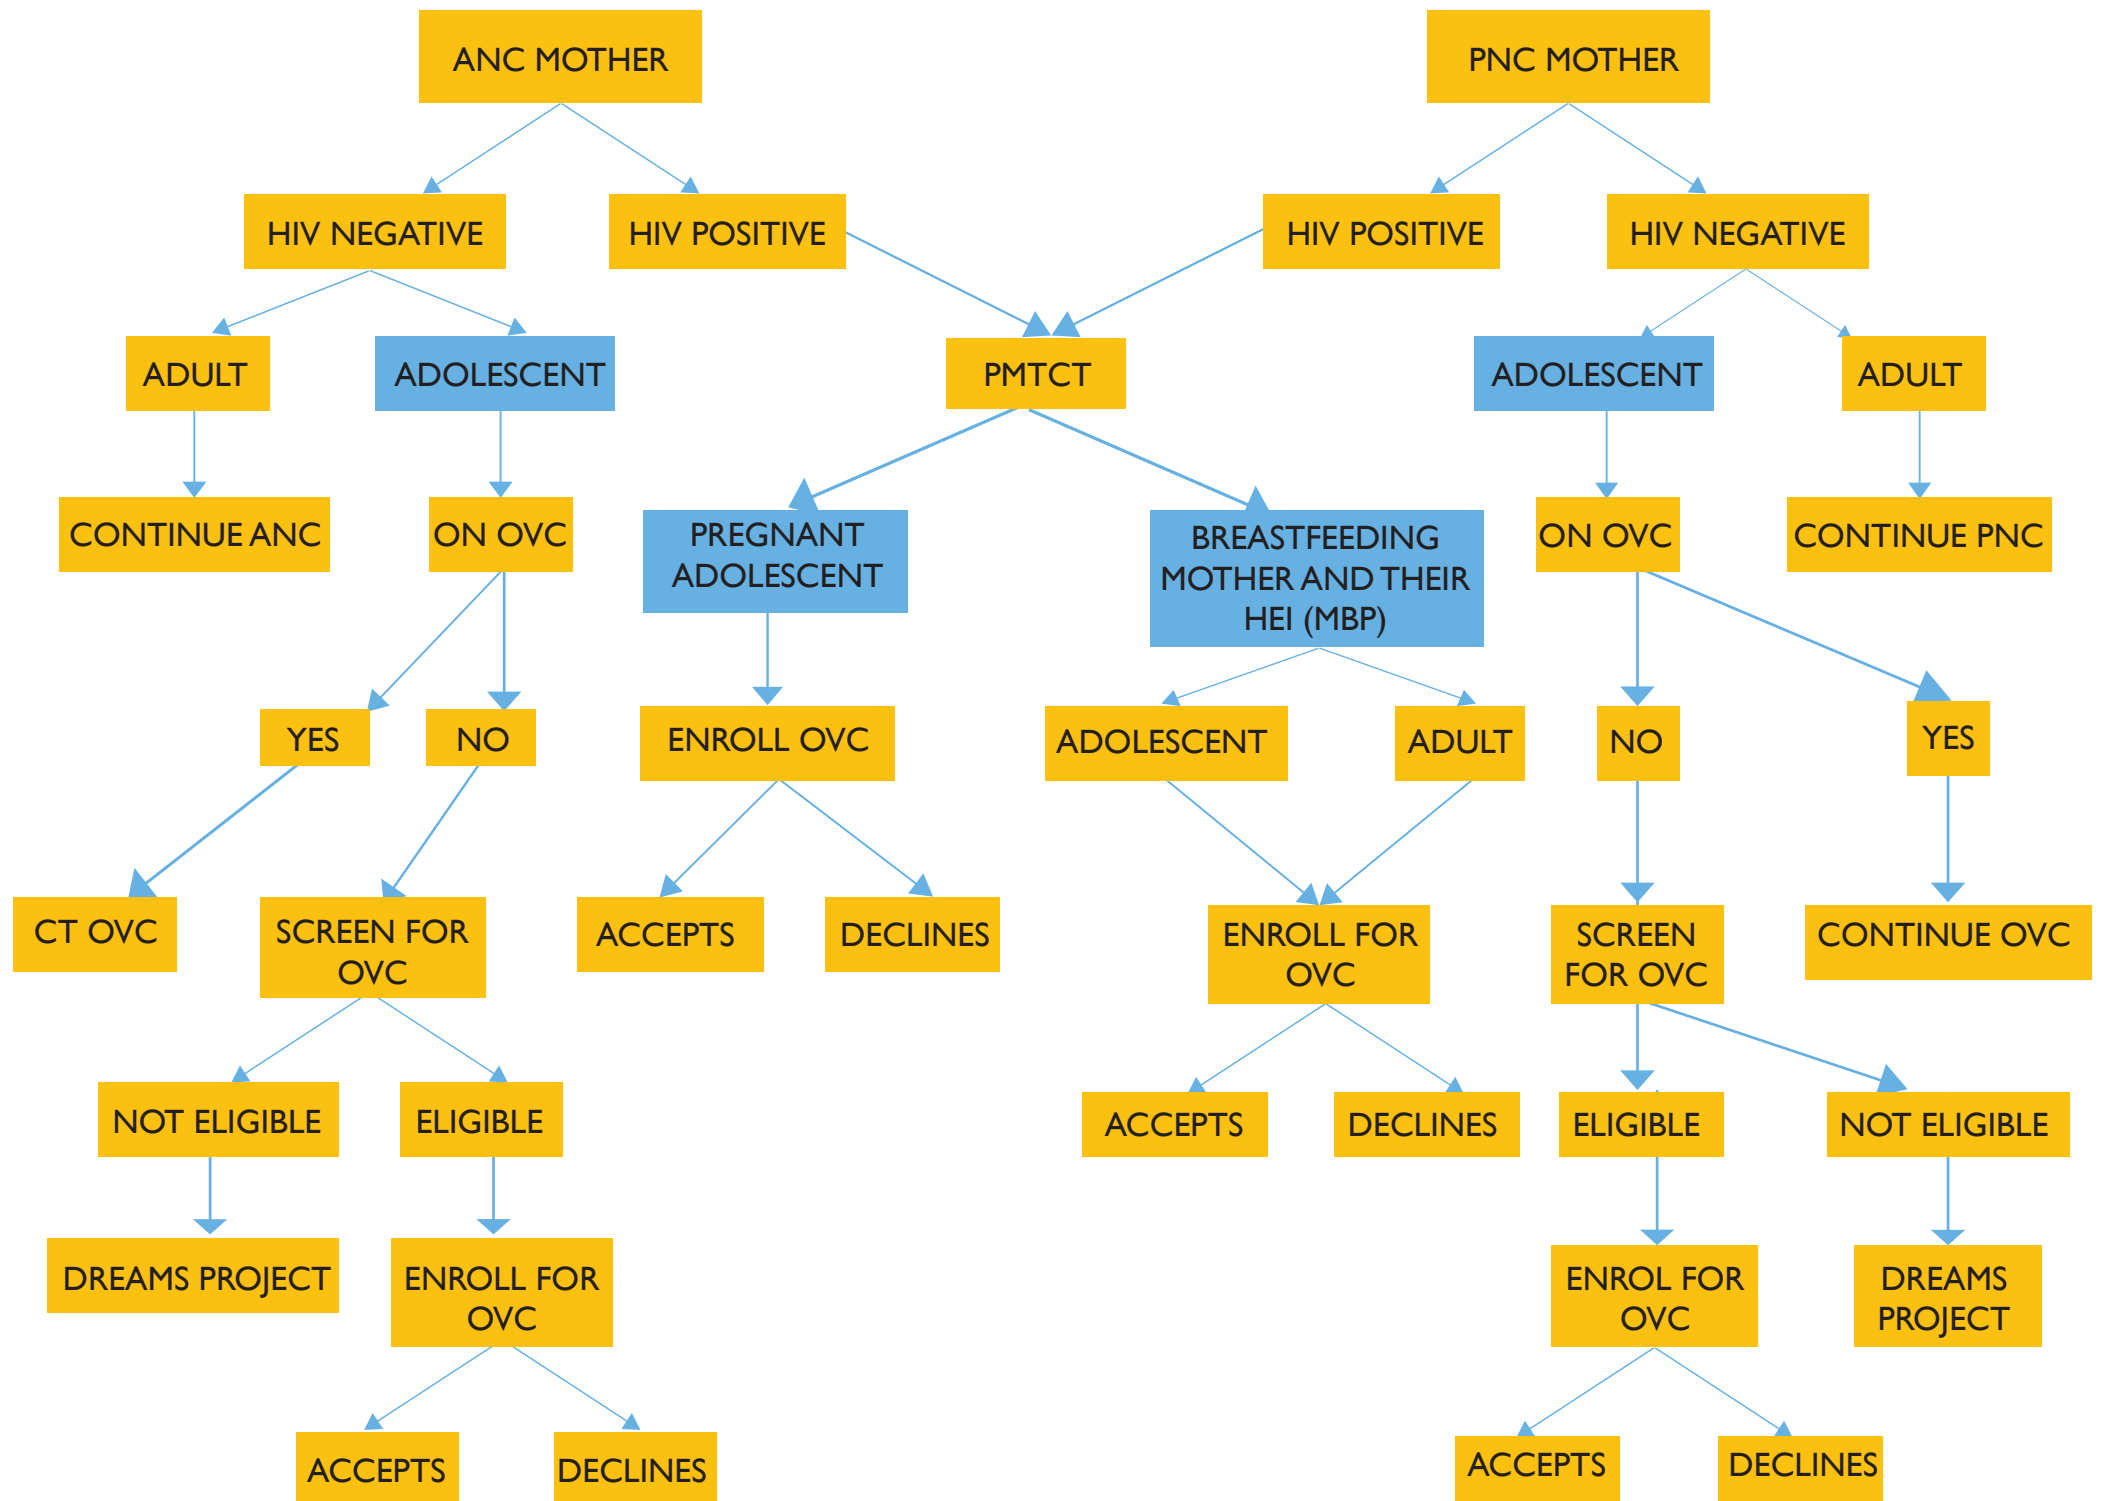 ANC MOTHER
PNC MOTHER
HIV NEGATIVE
HIV POSITIVE
HIV POSITIVE
HIV NEGATIVE
ADULT
ADOLESCENT
PMTCT
ADOLESCENT
ADULT
CONTINUE ANC
ON OVC
PREGNANT
ADOLESCENT
BREASTFEEDING
MOTHER AND THEIR
HEI (MBP)
ON OVC
CONTINUE PNC
YES
NO
ENROLL OVC
ADOLESCENT
ADULT
NO
YES
CT OVC
SCREEN FOR
OVC
ACCEPTS
DECLINES
ENROLL FOR
OVC
SCREEN
FOR OVC
CONTINUE OVC
NOT ELIGIBLE
ELIGIBLE
ACCEPTS
DECLINES
ELIGIBLE
NOT ELIGIBLE
DREAMS PROJECT
ENROLL FOR
OVC
ENROL FOR
OVC
DREAMS
PROJECT
ACCEPTS
DECLINES
ACCEPTS
DECLINES